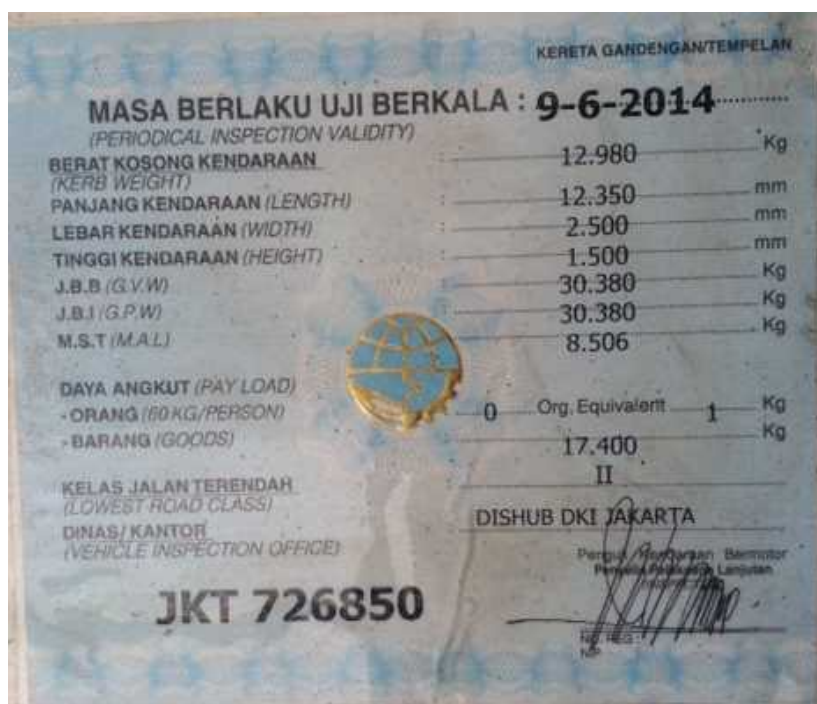 KERETA GANDENGAN/TEMPELAN
MASA BERLAKU UJI BERKALA : 9-6-2014
(PERIODICAL INSPECTION VALIDITY)
BERAT KOSONG KENDARAAN : 12.980 Kg
(KERB WEIGHT)
PANJANG KENDARAAN (LENGTH) : 12.350 mm
LEBAR KENDARAAN (WIDTH) : 2.500 mm
TINGGI KENDARAAN (HEIGHT) : 1.500 mm
J.B.B (G.V.W) 30.380 Kg
J.B.I (G.P.W) 30.380 Kg
M.S.T (M.A.L) 8.506 Kg
DAYA ANGKUT (PAY LOAD)
- ORANG (60 KG/PERSON) 0 Org. Equivalent 1 Kg
- BARANG (GOODS) 17.400 Kg
KELAS JALAN TERENDAH II
(LOWEST ROAD CLASS)
DINAS/KANTOR DISHUB DKI JAKARTA
(VEHICLE INSPECTION OFFICE)
Penguji Kendaraan Bermotor
Lanjutan
JKT 726850
NO. REG :
NIP